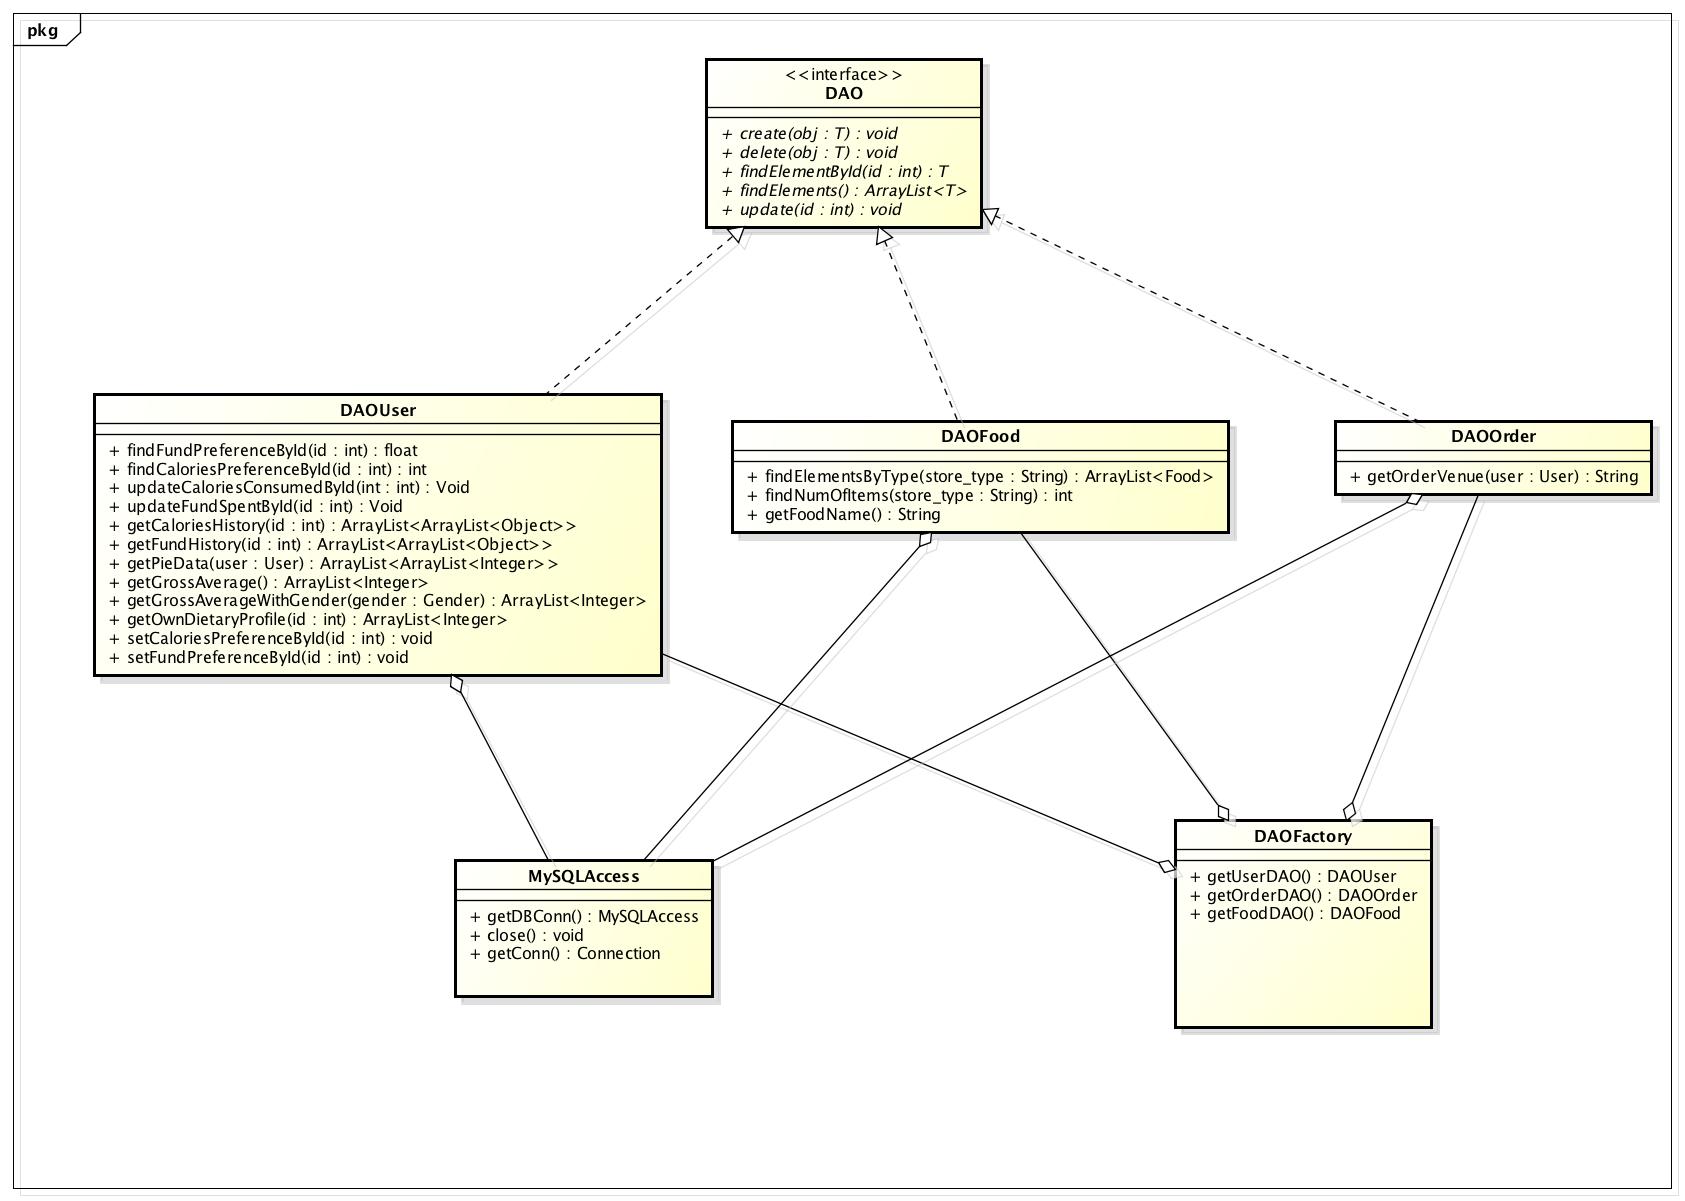 pkg
<<interface>>
DAO
+ create(obj : T) : void
+ delete(obj : T) : void
+ findElementById(id : int) : T
+ findElements() : ArrayList<T>
+ update(id : int) : void
DAOUser
+ findFundPreferenceById(id : int) : float
+ findCaloriesPreferenceById(id : int) : int
+ updateCaloriesConsumedById(int : int) : Void
+ updateFundSpentById(id : int) : Void
+ getCaloriesHistory(id : int) : ArrayList<ArrayList<Object>>
+ getFundHistory(id : int) : ArrayList<ArrayList<Object>>
+ getPieData(user : User) : ArrayList<ArrayList<Integer>>
+ getGrossAverage() : ArrayList<Integer>
+ getGrossAverageWithGender(gender : Gender) : ArrayList<Integer>
+ getOwnDietaryProfile(id : int) : ArrayList<Integer>
+ setCaloriesPreferenceById(id : int) : void
+ setFundPreferenceById(id : int) : void
DAOFood
+ findElementsByType(store_type : String) : ArrayList<Food>
+ findNumOfItems(store_type : String) : int
+ getFoodName() : String
DAOOrder
+ getOrderVenue(user : User) : String
MySQLAccess
+ getDBConn() : MySQLAccess
+ close() : void
+ getConn() : Connection
DAOFactory
+ getUserDAO() : DAOUser
+ getOrderDAO() : DAOOrder
+ getFoodDAO() : DAOFood